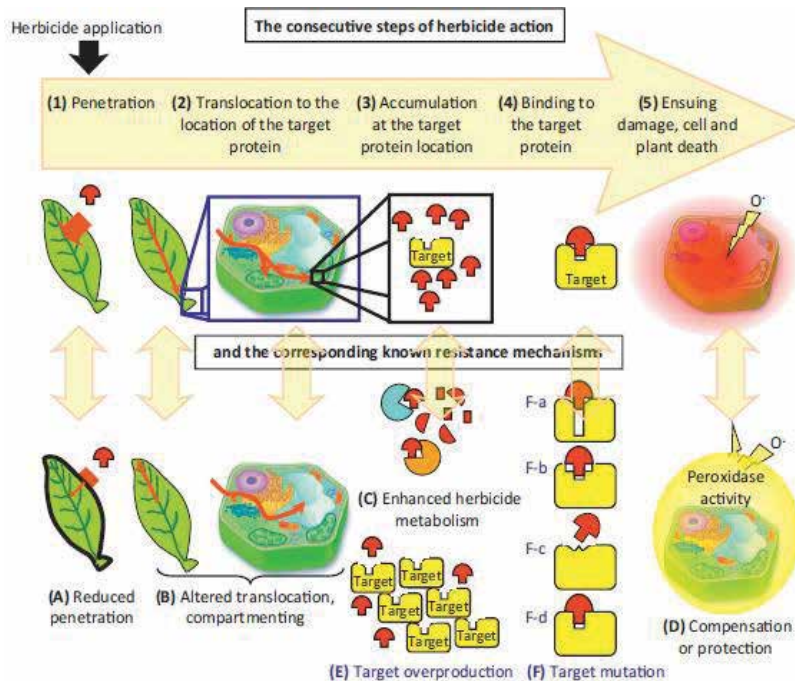 Herbicide application
The consecutive steps of herbicide action
(1) Penetration
(2) Translocation to the
location of the target
protein
(3) Accumulation
at the target
protein location
(4) Binding to
the target
protein
(5) Ensuing
damage, cell and
plant death
Target
Target
O·
and the corresponding known resistance mechanisms
(A) Reduced
penetration
(B) Altered translocation,
compartmenting
(C) Enhanced herbicide
metabolism
Target
Target
Target
Target
Target
Target
Target
(E) Target overproduction
F-a
F-b
F-c
F-d
(F) Target mutation
O·
Peroxidase
activity
(D) Compensation
or protection